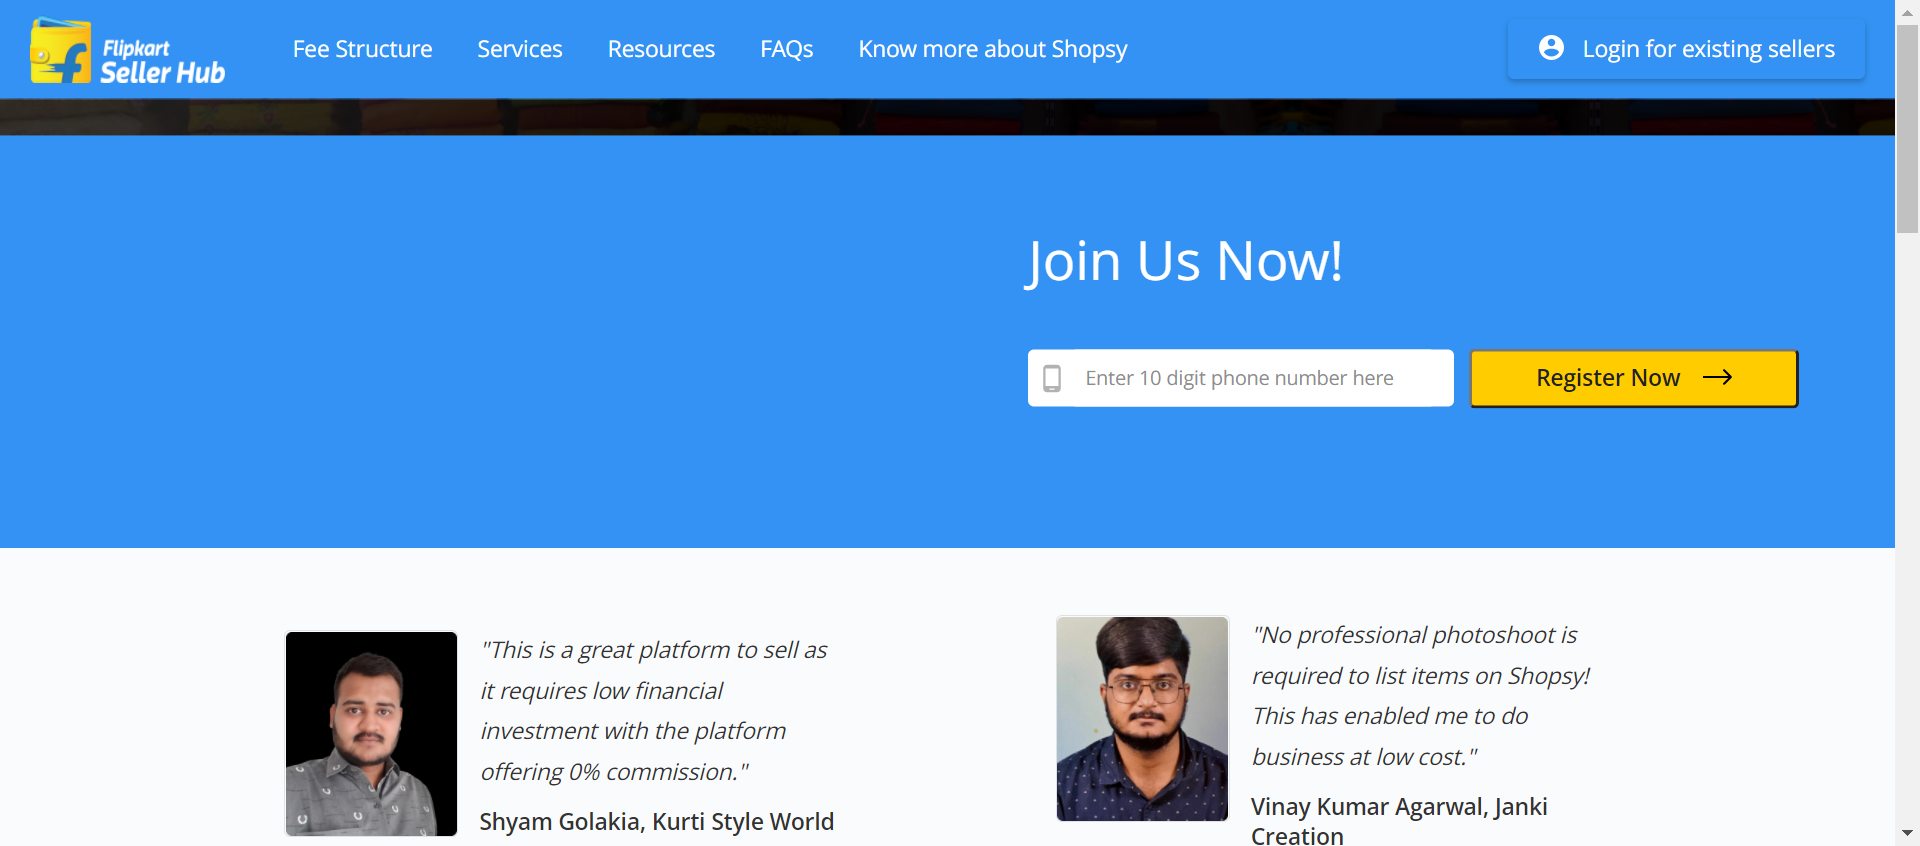 Flipkart
Seller Hub
Fee Structure
Services
Resources
FAQs
Know more about Shopsy
Login for existing sellers
Join Us Now!
Enter 10 digit phone number here
Register Now
"This is a great platform to sell as
it requires low financial
investment with the platform
offering 0% commission."
Shyam Golakia, Kurti Style World
"No professional photoshoot is
required to list items on Shopsy!
This has enabled me to do
business at low cost."
Vinay Kumar Agarwal, Janki
Creation